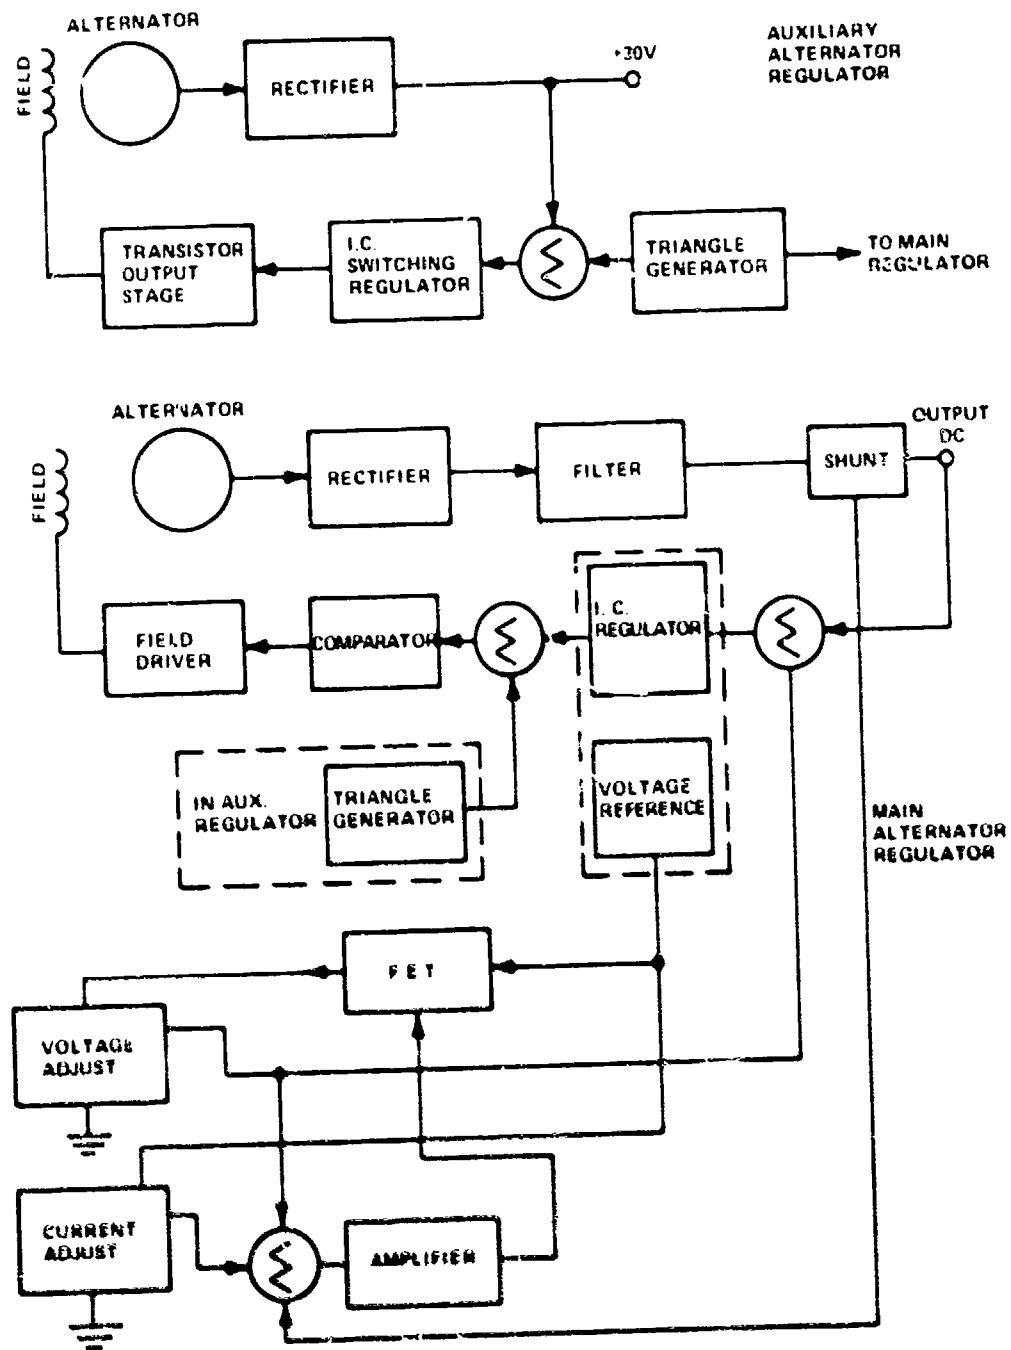 ALTERNATOR
FIELD
RECTIFIER
+30V
AUXILIARY
ALTERNATOR
REGULATOR
TRANSISTOR
OUTPUT
STAGE
I.C.
SWITCHING
REGULATOR
Σ
TRIANGLE
GENERATOR
TO MAIN
REGULATOR
ALTERNATOR
FIELD
RECTIFIER
FILTER
SHUNT
OUTPUT
DC
FIELD
DRIVER
COMPARATOR
Σ
I. C.
REGULATOR
Σ
IN AUX.
REGULATOR
TRIANGLE
GENERATOR
VOLTAGE
REFERENCE
MAIN
ALTERNATOR
REGULATOR
F E T
VOLTAGE
ADJUST
CURRENT
ADJUST
Σ
AMPLIFIER